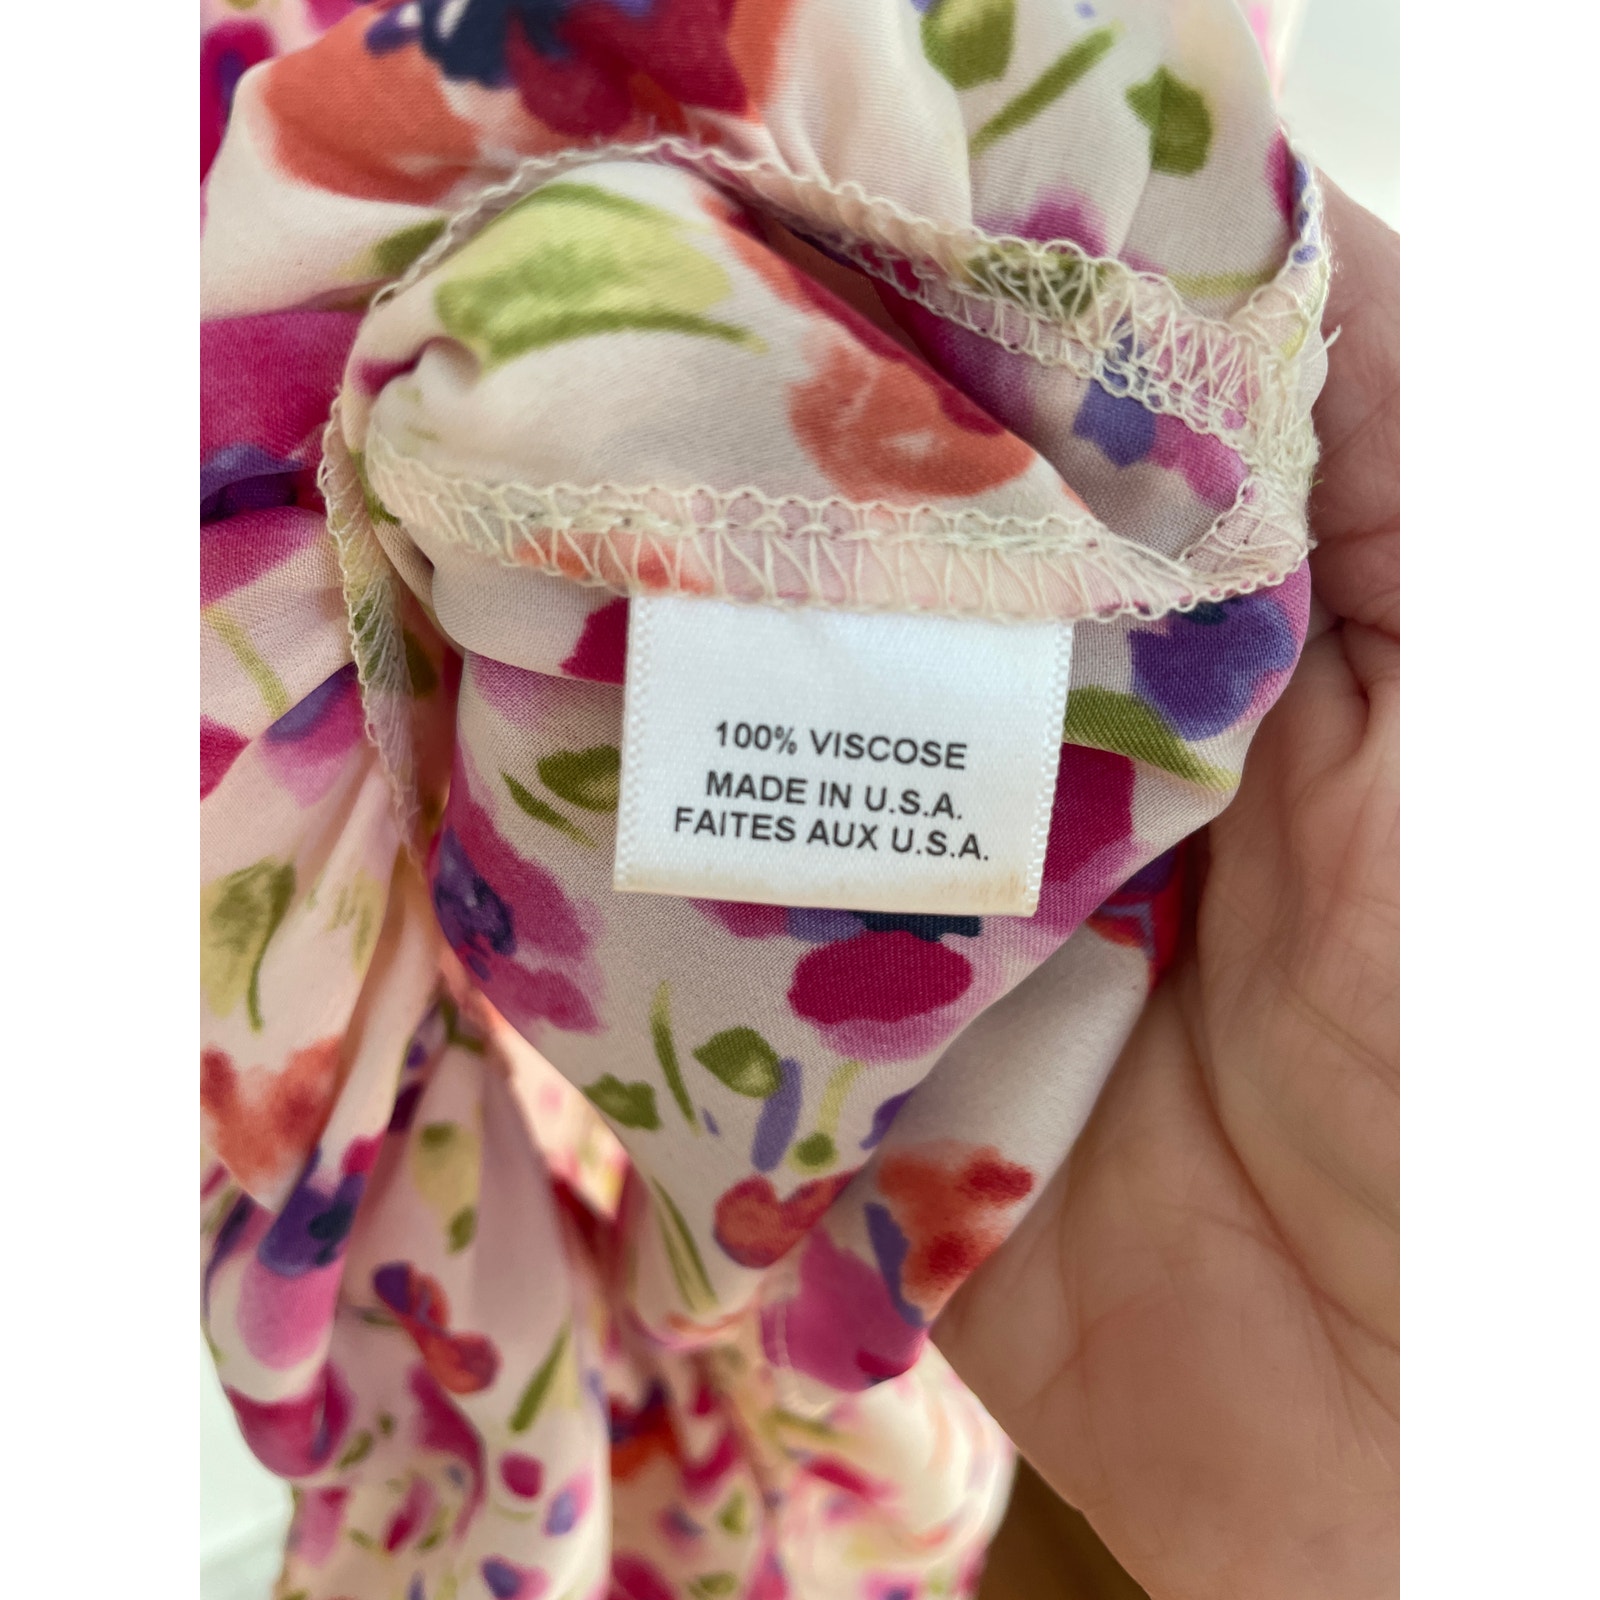 100% VISCOSE
MADE IN U.S.A.
FAITES AUX U.S.A.